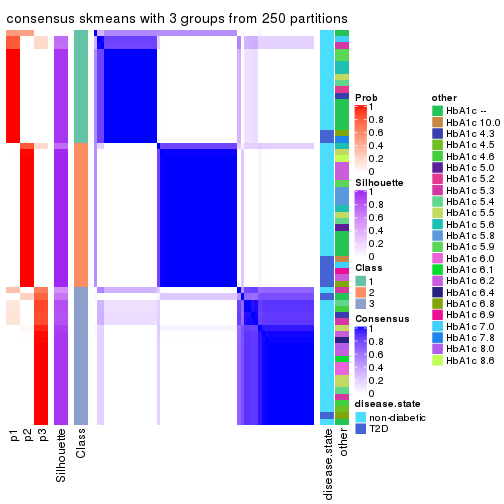 consensus skmeans with 3 groups from 250 partitions
p1
p2
p3
Silhouette
Class
disease.state
other
Prob
1
0.8
0.6
0.4
0.2
0
Silhouette
1
0.8
0.6
0.4
0.2
0
Class
1
2
3
Consensus
1
0.8
0.6
0.4
0.2
0
disease.state
non-diabetic
T2D
other
HbA1c --
HbA1c 10.0
HbA1c 4.3
HbA1c 4.5
HbA1c 4.6
HbA1c 5.0
HbA1c 5.2
HbA1c 5.3
HbA1c 5.4
HbA1c 5.5
HbA1c 5.6
HbA1c 5.8
HbA1c 5.9
HbA1c 6.0
HbA1c 6.1
HbA1c 6.2
HbA1c 6.4
HbA1c 6.8
HbA1c 6.9
HbA1c 7.0
HbA1c 7.8
HbA1c 8.0
HbA1c 8.6